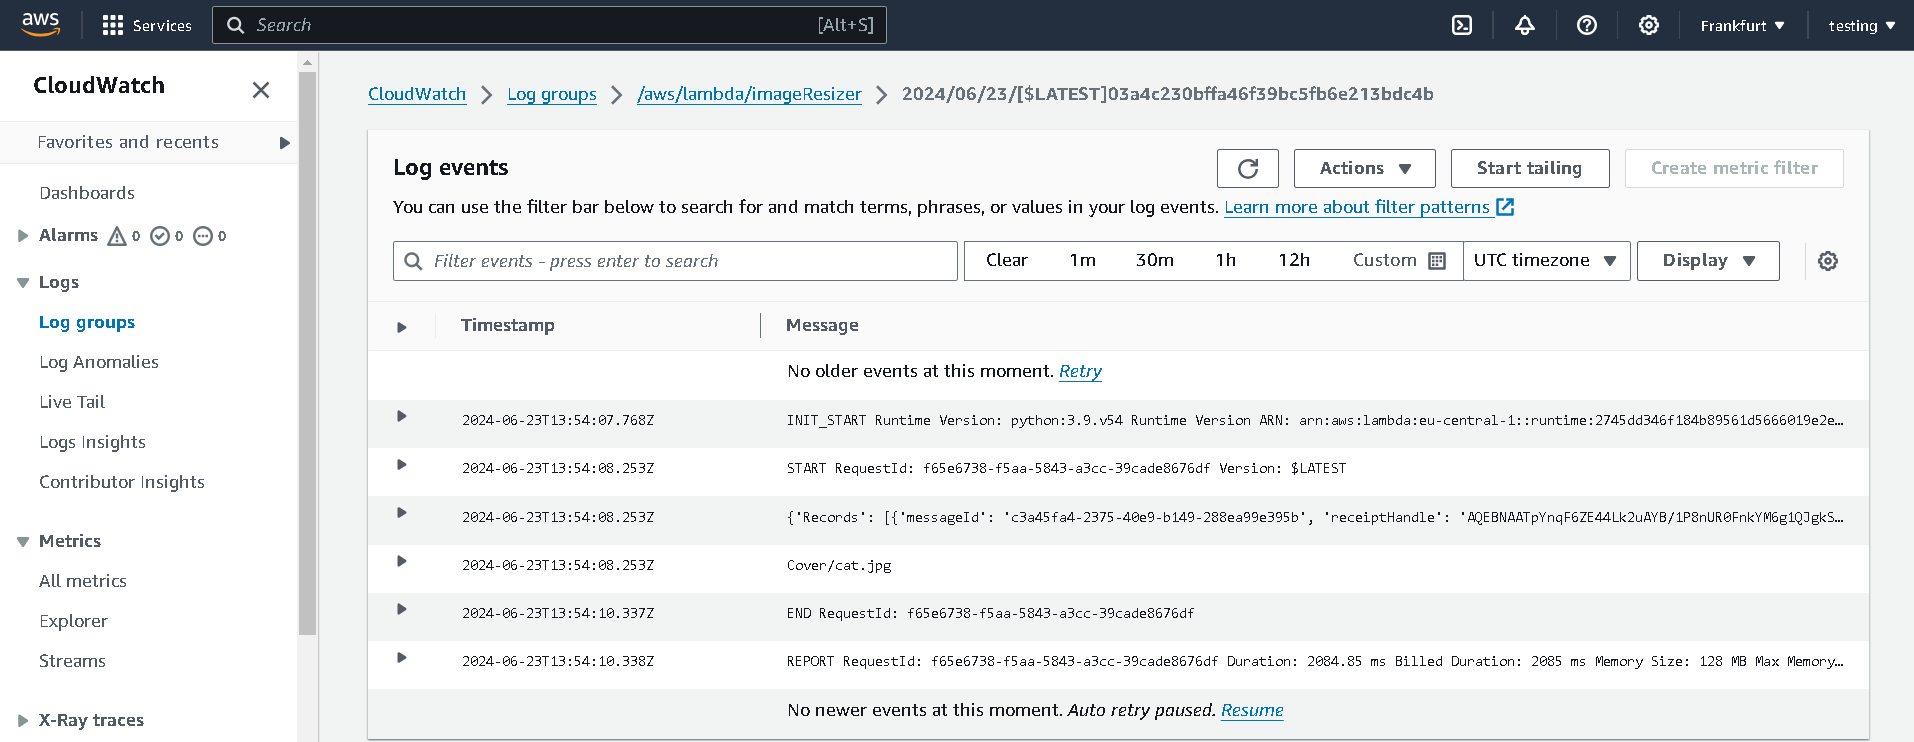 aws Services Search [Alt+S] Frankfurt ▼ testing ▼
CloudWatch
Favorites and recents
Dashboards
Alarms 0 0 0
Logs
Log groups
Log Anomalies
Live Tail
Logs Insights
Contributor Insights
Metrics
All metrics
Explorer
Streams
X-Ray traces
CloudWatch > Log groups > /aws/lambda/imageResizer > 2024/06/23/[$LATEST]03a4c230bffa46f39bc5fb6e213bdc4b
Log events
Actions ▼ Start tailing Create metric filter
You can use the filter bar below to search for and match terms, phrases, or values in your log events. Learn more about filter patterns
Filter events - press enter to search Clear 1m 30m 1h 12h Custom UTC timezone ▼ Display ▼
Timestamp Message
No older events at this moment. Retry
2024-06-23T13:54:07.768Z INIT_START Runtime Version: python:3.9.v54 Runtime Version ARN: arn:aws:lambda:eu-central-1::runtime:2745dd346f184b89561d5666019e2e…
2024-06-23T13:54:08.253Z START RequestId: f65e6738-f5aa-5843-a3cc-39cade8676df Version: $LATEST
2024-06-23T13:54:08.253Z {'Records': [{'messageId': 'c3a45fa4-2375-40e9-b149-288ea99e395b', 'receiptHandle': 'AQEBNAATpYnqF6ZE44Lk2uAYB/1P8nUR0FnkYM6g1QJgkS…
2024-06-23T13:54:08.253Z Cover/cat.jpg
2024-06-23T13:54:10.337Z END RequestId: f65e6738-f5aa-5843-a3cc-39cade8676df
2024-06-23T13:54:10.338Z REPORT RequestId: f65e6738-f5aa-5843-a3cc-39cade8676df Duration: 2084.85 ms Billed Duration: 2085 ms Memory Size: 128 MB Max Memory…
No newer events at this moment. Auto retry paused. Resume